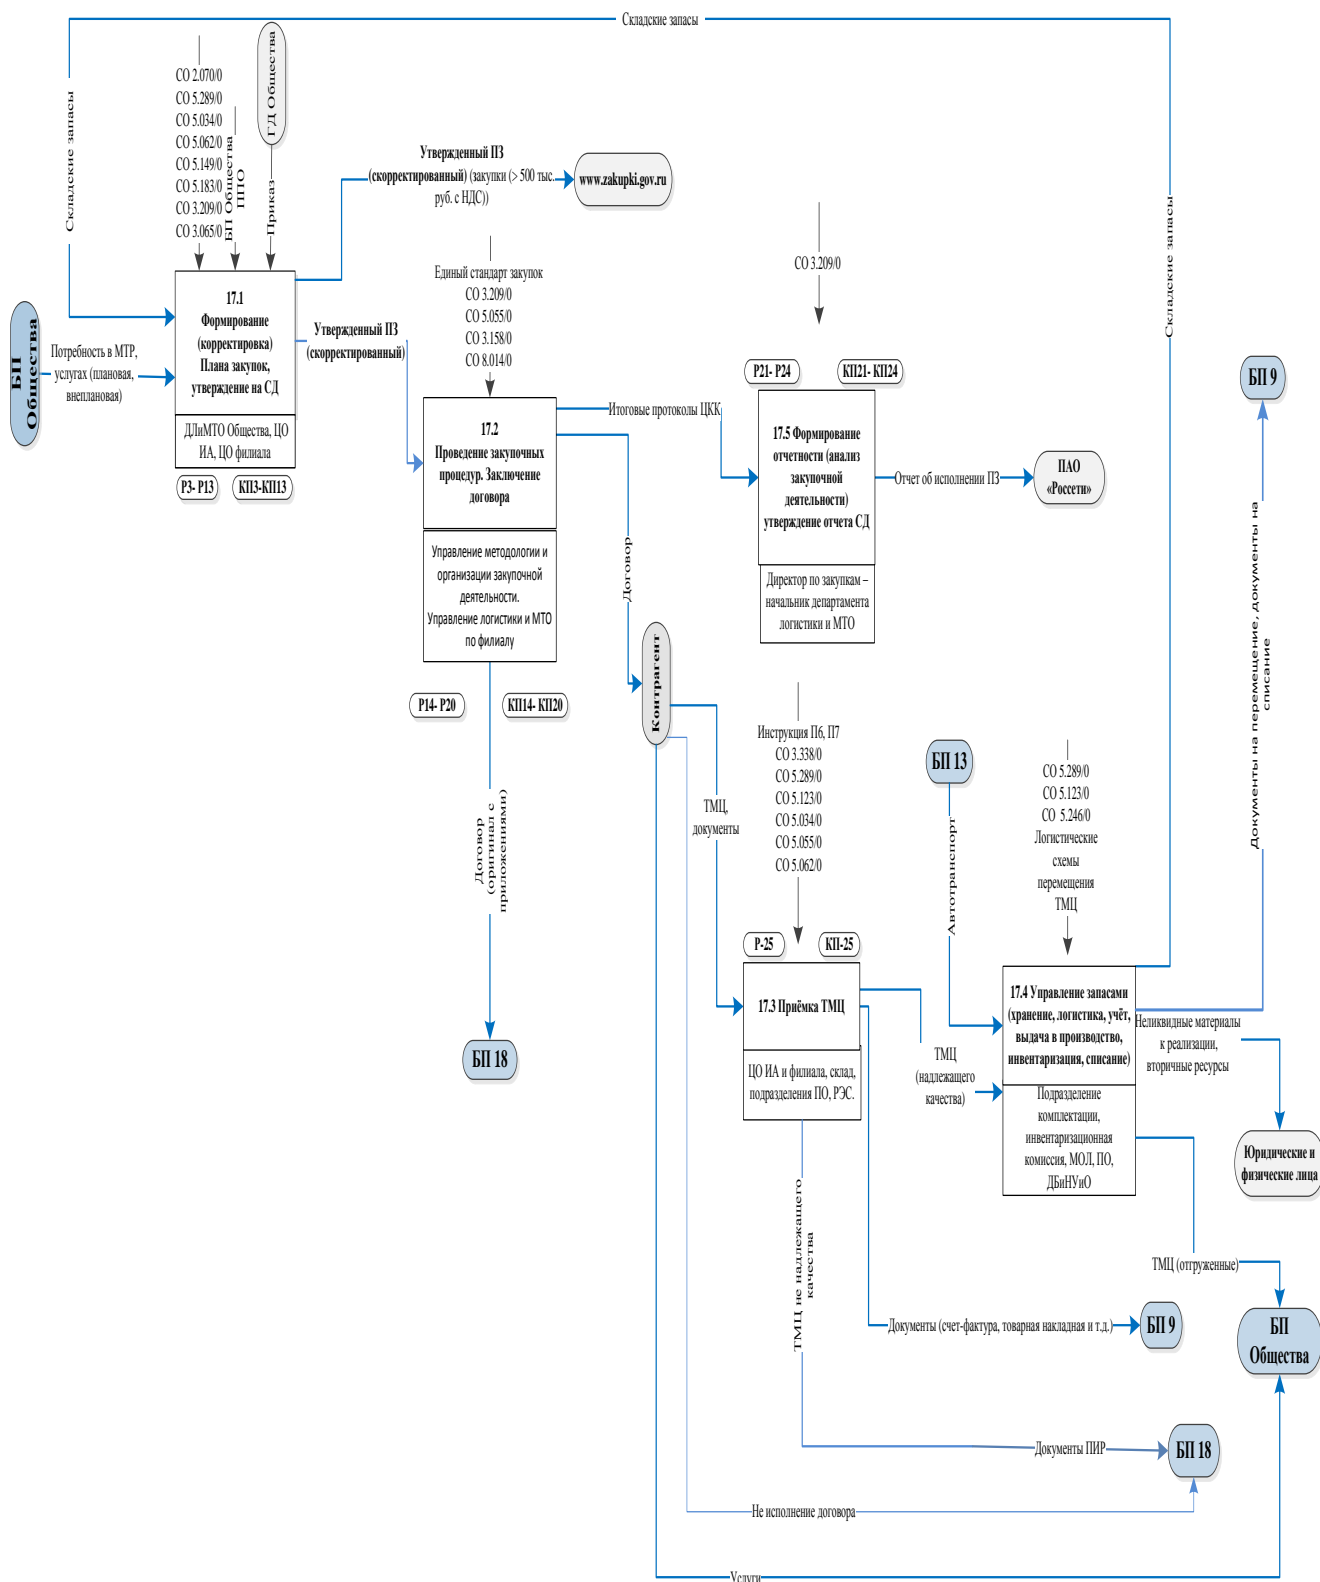 Складские запасы
СО 2.070/0
СО 5.289/0
СО 5.034/0
СО 5.062/0
СО 5.149/0
СО 5.183/0
СО 3.209/0
СО 3.065/0
БП Общества
ППО
ГД Общества
Приказ
Складские запасы
Складские запасы
Утвержденный ПЗ
(скорректированный) (закупки (> 500 тыс.
руб. с НДС))
www.zakupki.gov.ru
БП
Общества
Потребность в МТР,
услугах (плановая,
внеплановая)
17.1
Формирование
(корректировка)
Плана закупок,
утверждение на СД
ДЛиМТО Общества, ЦО
ИА, ЦО филиала
Р3- Р13
КП3-КП13
Утвержденный ПЗ
(скорректированный)
Единый стандарт закупок
СО 3.209/0
СО 5.055/0
СО 3.158/0
СО 8.014/0
17.2
Проведение закупочных
процедур. Заключение
договора
Управление методологии и
организации закупочной
деятельности.
Управление логистики и МТО
по филиалу
Р14- Р20
КП14- КП20
Договор
(оригинал с
приложениями)
БП 18
Итоговые протоколы ЦКК
Договор
СО 3.209/0
Р21- Р24
КП21- КП24
17.5 Формирование
отчетности (анализ
закупочной
деятельности)
утверждение отчета СД
Директор по закупкам –
начальник департамента
логистики и МТО
Отчет об исполнении ПЗ
ПАО
«Россети»
БП 9
Документы на перемещение, документы на
списание
Контрагент
ТМЦ,
документы
Инструкция П6, П7
СО 3.338/0
СО 5.289/0
СО 5.123/0
СО 5.034/0
СО 5.055/0
СО 5.062/0
Р-25
КП-25
17.3 Приёмка ТМЦ
ЦО ИА и филиала, склад,
подразделения ПО, РЭС.
БП 13
Автотранспорт
СО 5.289/0
СО 5.123/0
СО 5.246/0
Логистические
схемы
перемещения
ТМЦ
17.4 Управление запасами
(хранение, логистика, учёт,
выдача в производство,
инвентаризация, списание)
Подразделение
комплектации,
инвентаризационная
комиссия, МОЛ, ПО,
ДБиНУиО
ТМЦ
(надлежащего
качества)
Неликвидные материалы
к реализации,
вторичные ресурсы
Юридические и
физические лица
ТМЦ не надлежащего
качества
ТМЦ (отгруженные)
Документы (счет-фактура, товарная накладная и т.д.)
БП 9
БП
Общества
Документы ПИР
БП 18
Не исполнение договора
Услуги